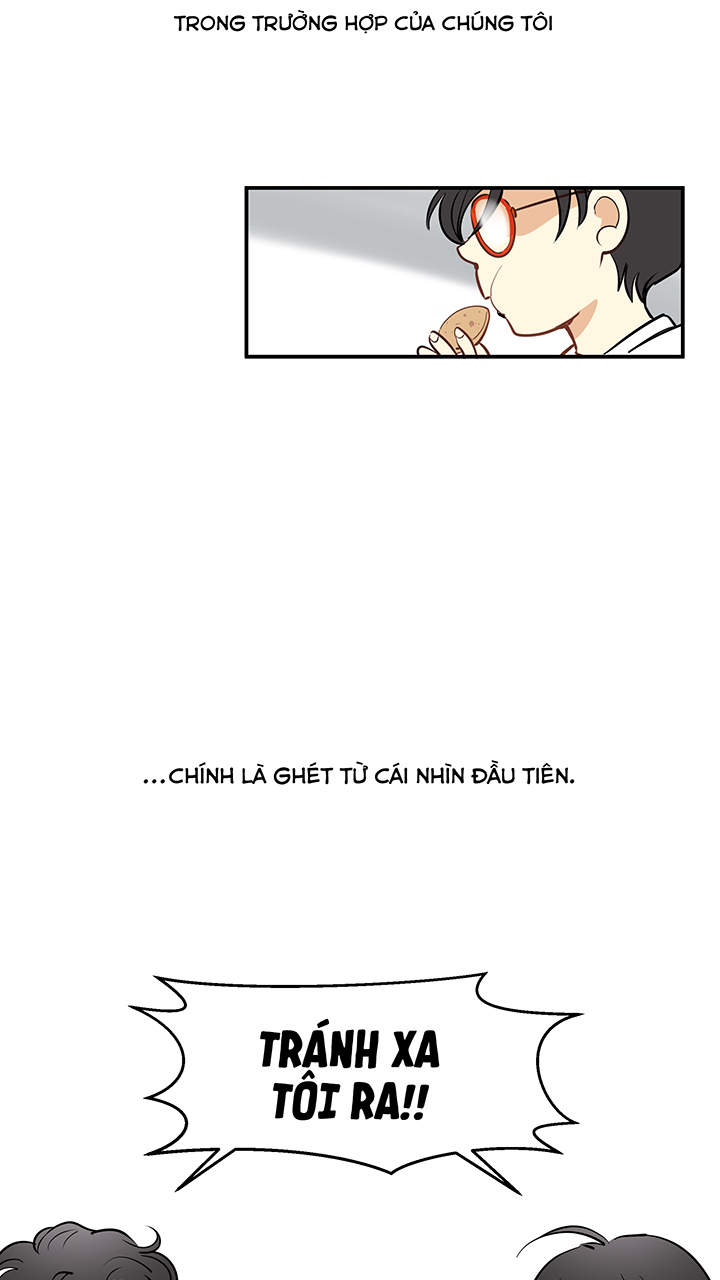 TRONG TRƯỜNG HỢP CỦA CHÚNG TÔI
...CHÍNH LÀ GHÉT TỪ CÁI NHÌN ĐẦU TIÊN.
TRÁNH XA
TÔI RA!!